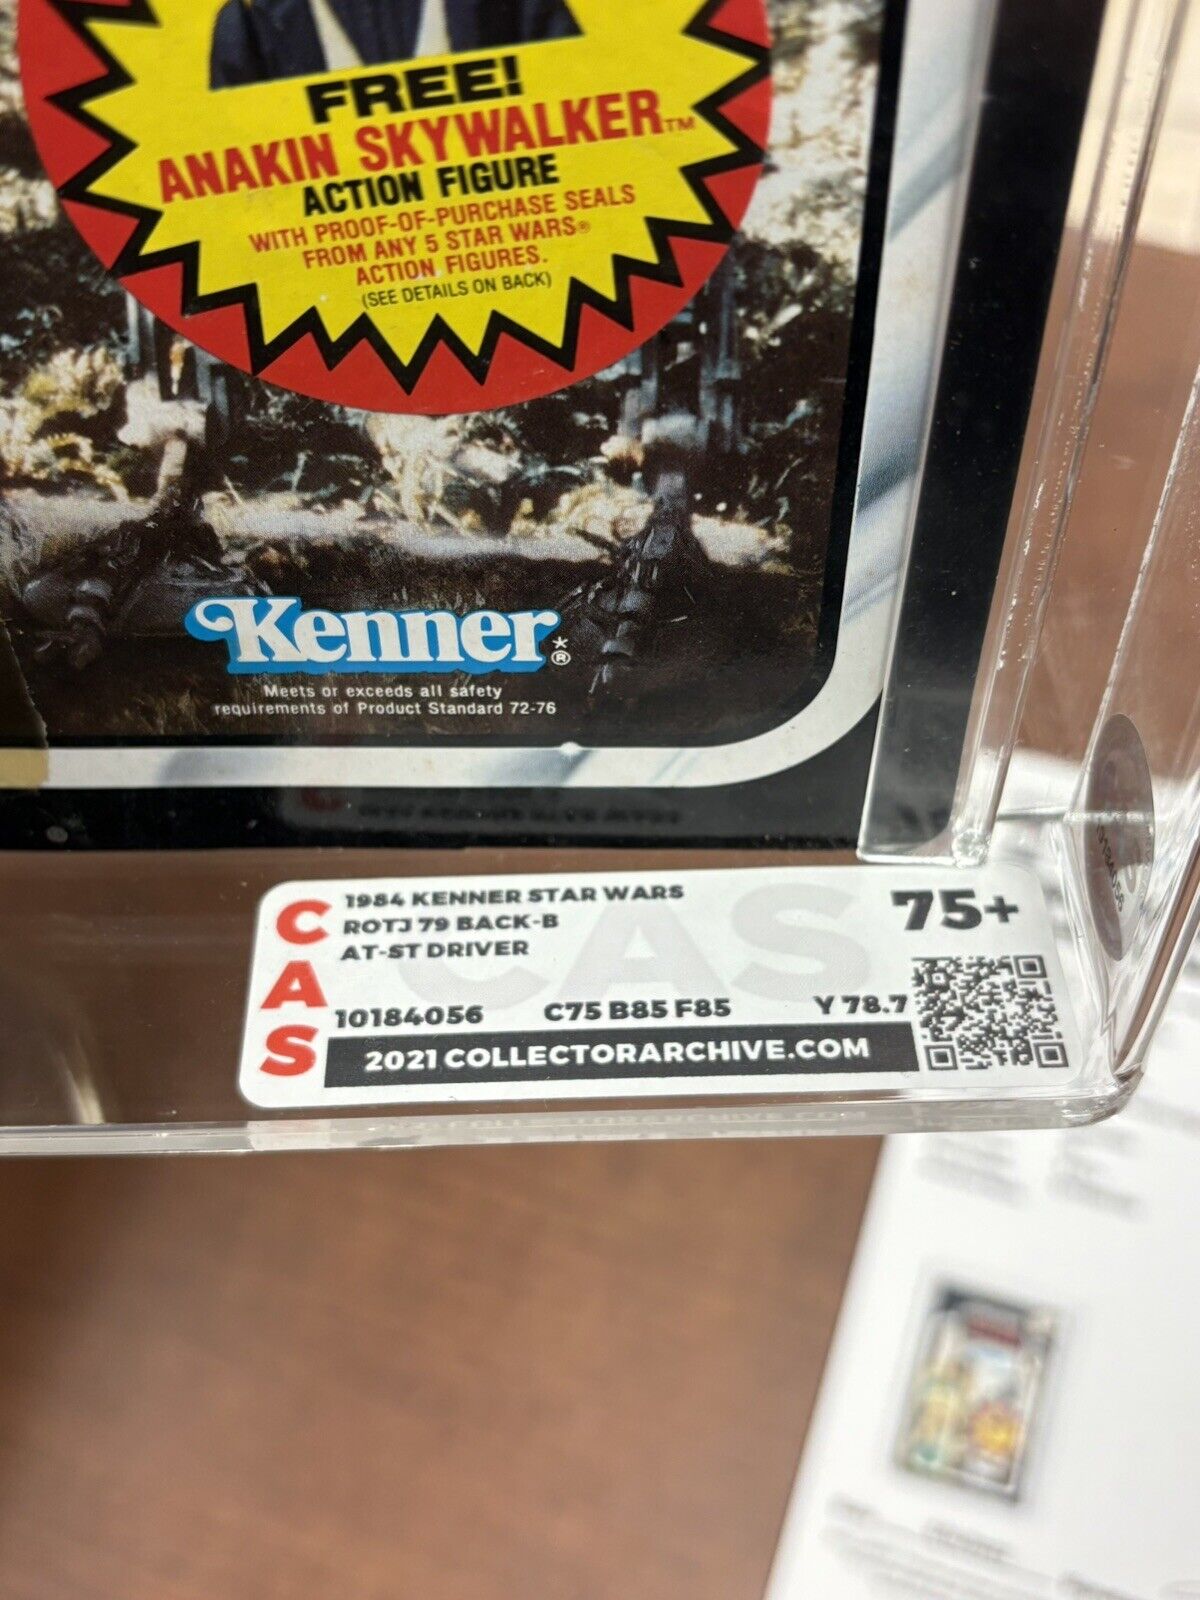 FREE!
ANAKIN SKYWALKER™
ACTION FIGURE
WITH PROOF-OF-PURCHASE SEALS
FROM ANY 5 STAR WARS®
ACTION FIGURES.
(SEE DETAILS ON BACK)
Kenner*®
Meets or exceeds all safety
requirements of Product Standard 72-76
CAS
1984 KENNER STAR WARS
ROTJ 79 BACK-B
AT-ST DRIVER
75+
10184056 C75 B85 F85 Y 78.7
2021 COLLECTORARCHIVE.COM